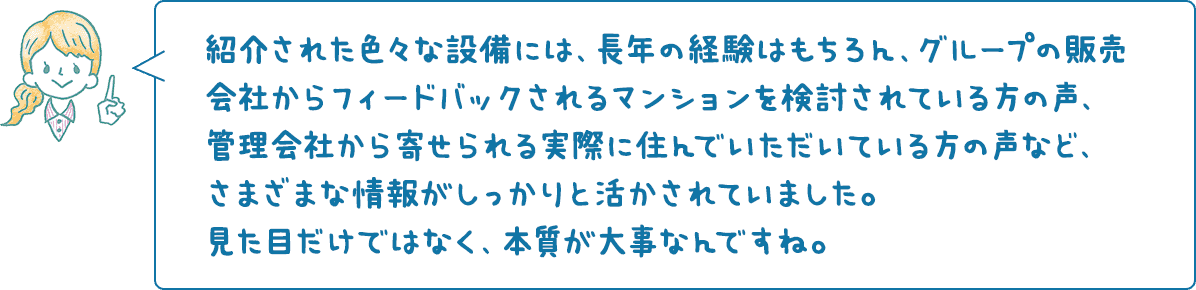 紹介された色々な設備には、長年の経験はもちろん、グループの販売
会社からフィードバックされるマンションを検討されている方の声、
管理会社から寄せられる実際に住んでいただいている方の声など、
さまざまな情報がしっかりと活かされていました。
見た目だけではなく、本質が大事なんですね。